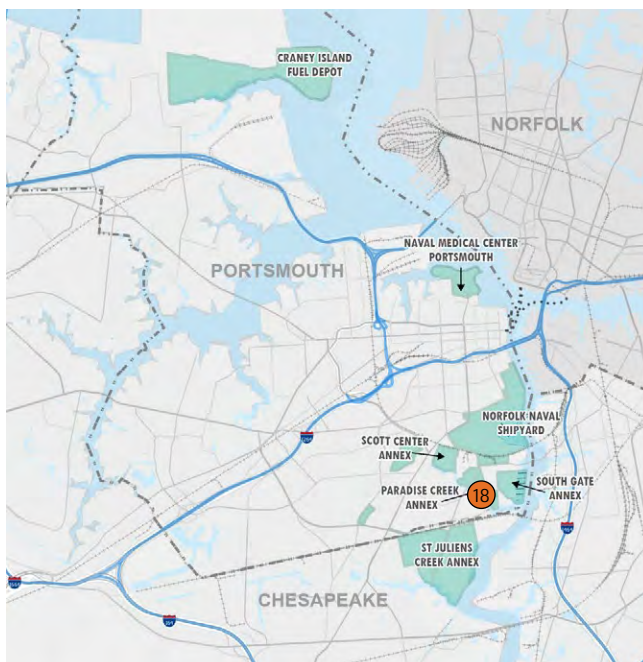 CRANEY ISLAND
FUEL DEPOT
NORFOLK
NAVAL MEDICAL CENTER
PORTSMOUTH
PORTSMOUTH
NORFOLK NAVAL
SHIPYARD
SCOTT CENTER
ANNEX
PARADISE CREEK
ANNEX
18
SOUTH GATE
ANNEX
ST JULIENS
CREEK ANNEX
CHESAPEAKE